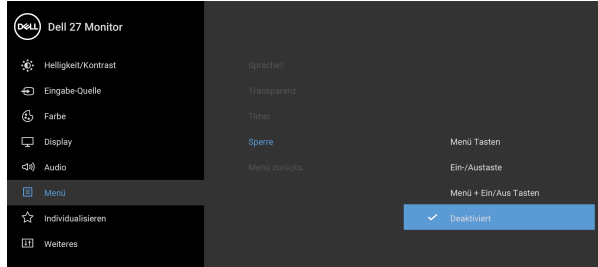 DELL Dell 27 Monitor
Helligkeit/Kontrast
Eingabe-Quelle
Farbe
Display
Audio
Menü
Individualisieren
Weiteres
Sprache
Transparenz
Timer
Sperre
Menü zurücks.
Menü Tasten
Ein-/Austaste
Menü + Ein/Aus Tasten
Deaktiviert